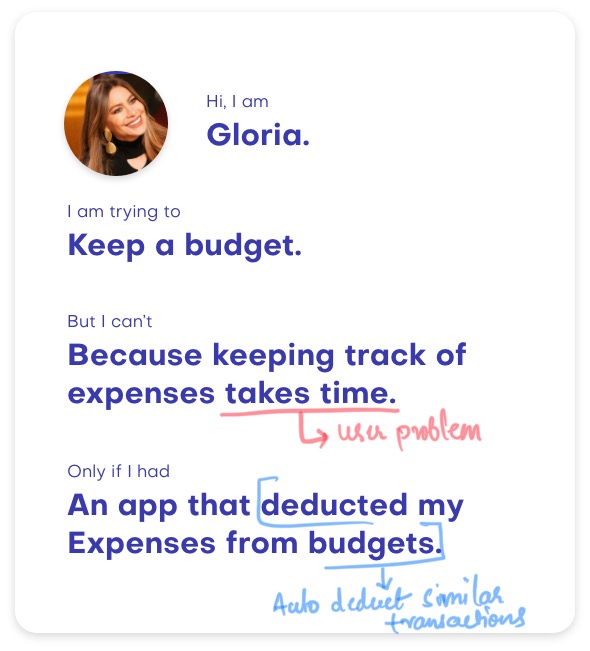 Hi, I am
Gloria.
I am trying to
Keep a budget.
But I can't
Because keeping track of
expenses takes time.
user problem
Only if I had
An app that deducted my
Expenses from budgets.
Auto deduct similar
transactions